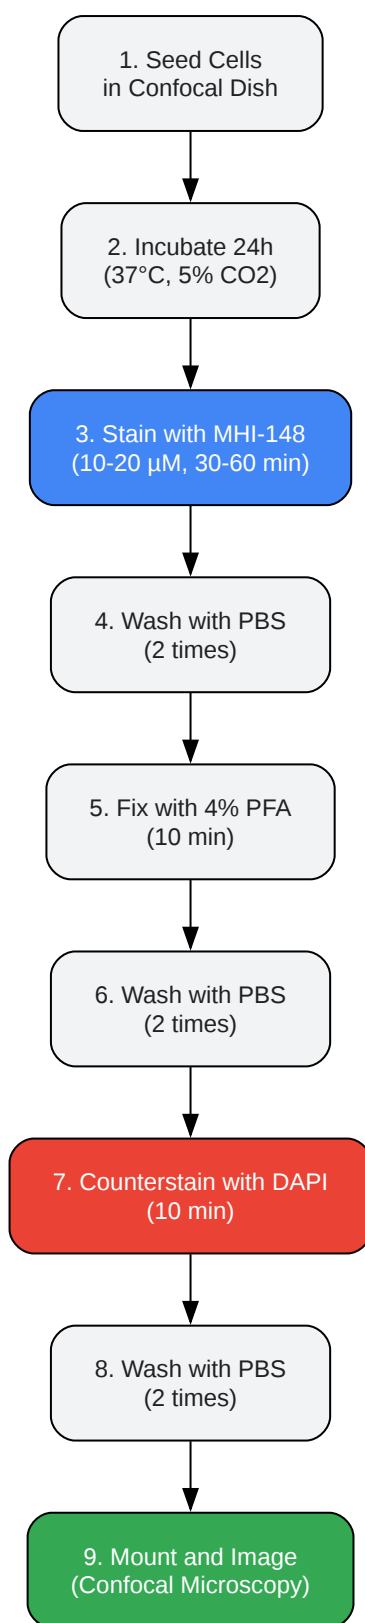 1. Seed Cells
in Confocal Dish
2. Incubate 24h
(37°C, 5% CO2)
3. Stain with MHI-148
(10-20 µM, 30-60 min)
4. Wash with PBS
(2 times)
5. Fix with 4% PFA
(10 min)
6. Wash with PBS
(2 times)
7. Counterstain with DAPI
(10 min)
8. Wash with PBS
(2 times)
9. Mount and Image
(Confocal Microscopy)